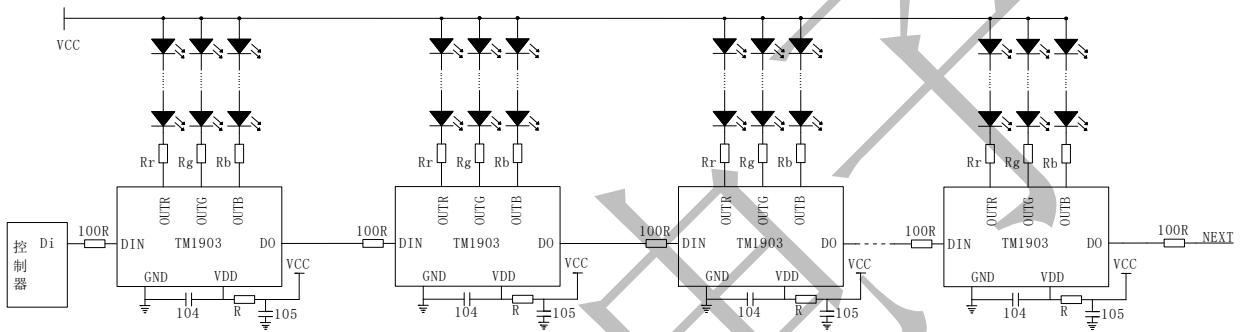 VCC
Rr Rg Rb Rr Rg Rb Rr Rg Rb Rr Rg Rb
OUTR OUTG OUTB OUTR OUTG OUTB OUTR OUTG OUTB OUTR OUTG OUTB
控制器 Di 100R DIN TM1903 DO 100R DIN TM1903 DO 100R DIN TM1903 DO 100R DIN TM1903 DO 100R NEXT
GND VDD VCC GND VDD VCC GND VDD VCC GND VDD VCC
104 R 105 104 R 105 104 R 105 104 R 105